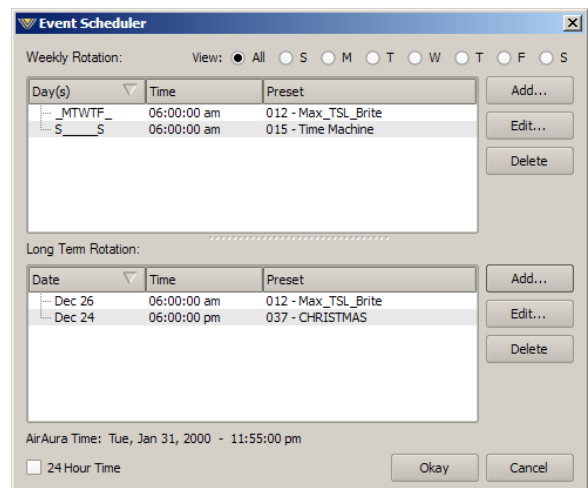 Event Scheduler
Weekly Rotation: View: All S M T W T F S
Day(s) Time Preset Add...
_MTWTF_ 06:00:00 am 012 - Max_TSL_Brite
S_____S 06:00:00 am 015 - Time Machine Edit...
Delete
Long Term Rotation:
Date Time Preset Add...
Dec 26 06:00:00 am 012 - Max_TSL_Brite
Dec 24 06:00:00 pm 037 - CHRISTMAS Edit...
Delete
AirAura Time: Tue, Jan 31, 2000 - 11:55:00 pm
24 Hour Time Okay Cancel